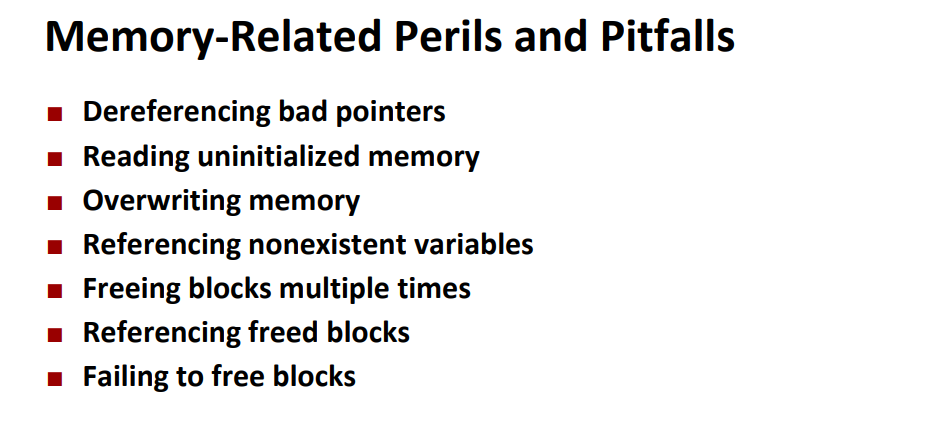 Memory-Related Perils and Pitfalls
Dereferencing bad pointers
Reading uninitialized memory
Overwriting memory
Referencing nonexistent variables
Freeing blocks multiple times
Referencing freed blocks
Failing to free blocks